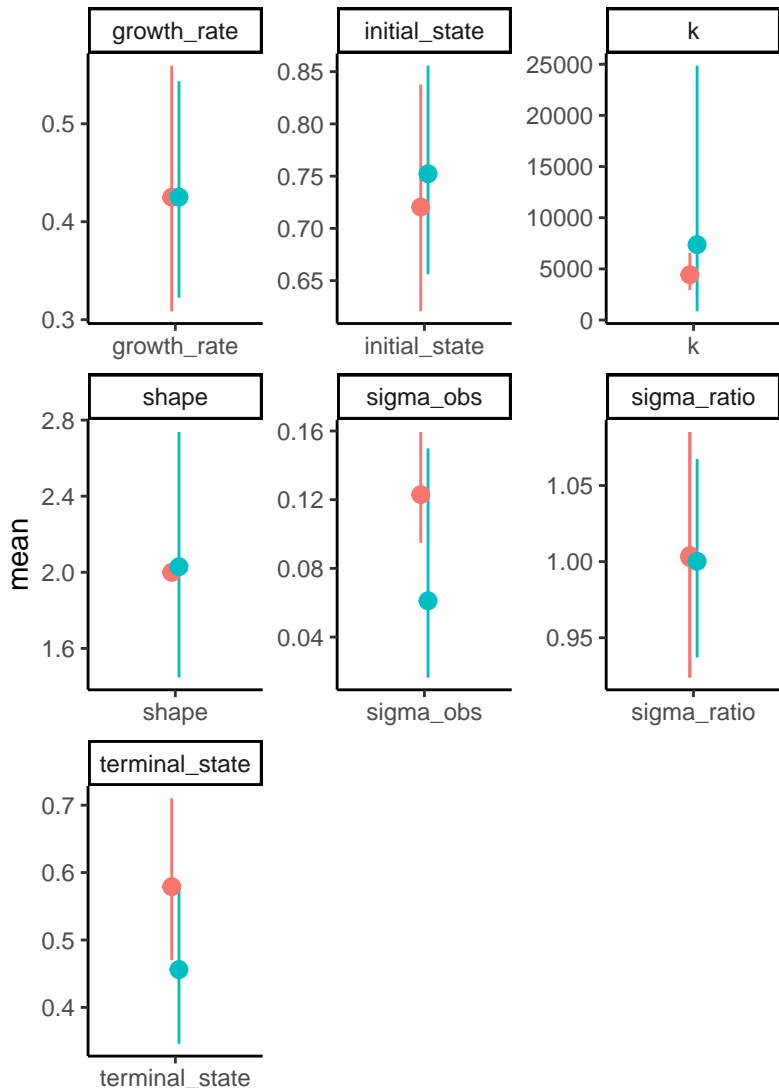 growth_rate
initial_state
k
0.5
0.4
0.3
growth_rate
0.85
0.80
0.75
0.70
0.65
initial_state
25000
20000
15000
10000
5000
0
k
shape
sigma_obs
sigma_ratio
mean
2.8
2.4
2.0
1.6
shape
0.16
0.12
0.08
0.04
sigma_obs
1.05
1.00
0.95
sigma_ratio
terminal_state
0.7
0.6
0.5
0.4
terminal_state